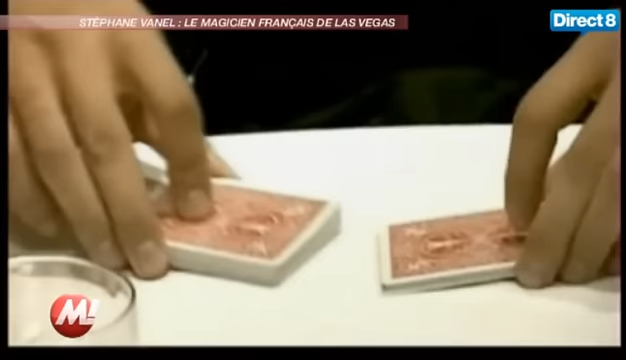 STÉPHANE VANEL : LE MAGICIEN FRANÇAIS DE LAS VEGAS
Direct 8
M!